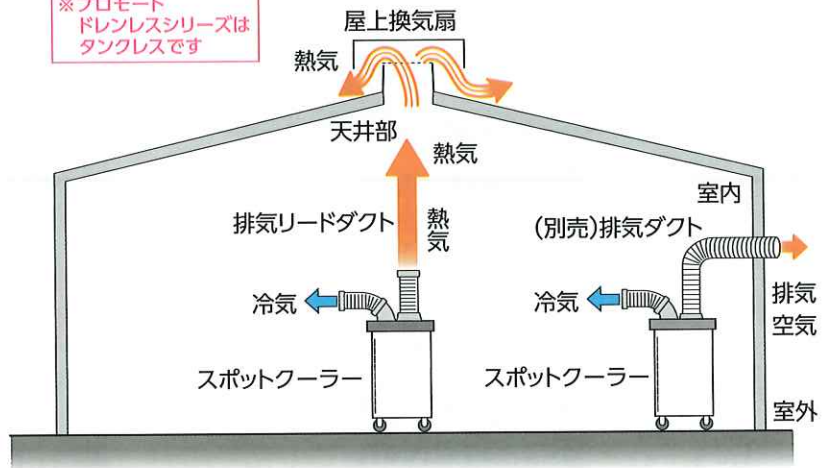 ※プロモート
ドレンレスシリーズは
タンクレスです
屋上換気扇
熱気
天井部
熱気
室内
排気リードダクト
熱気
(別売)排気ダクト
冷気
冷気
排気
空気
スポットクーラー
スポットクーラー
室外